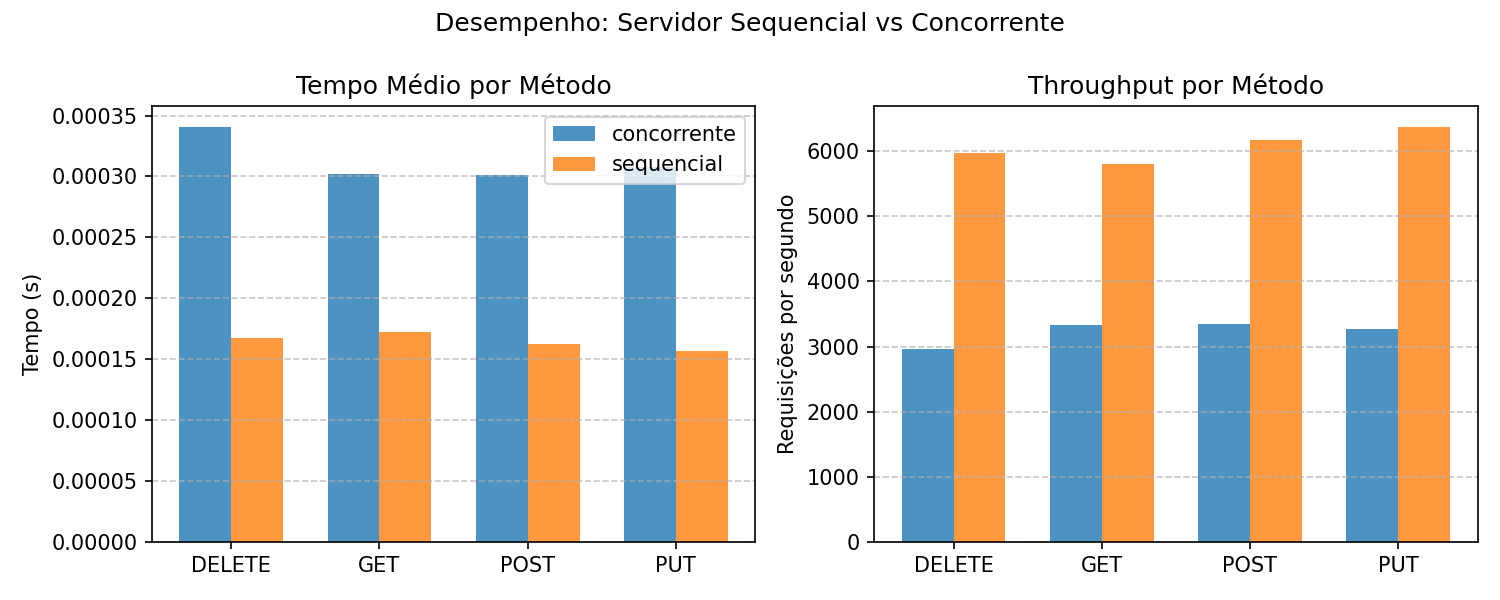 Desempenho: Servidor Sequencial vs Concorrente
Tempo Médio por Método
Tempo (s)
0.00035
0.00030
0.00025
0.00020
0.00015
0.00010
0.00005
0.00000
concorrente
sequencial
DELETE GET POST PUT
Throughput por Método
Requisições por segundo
6000
5000
4000
3000
2000
1000
0
DELETE GET POST PUT